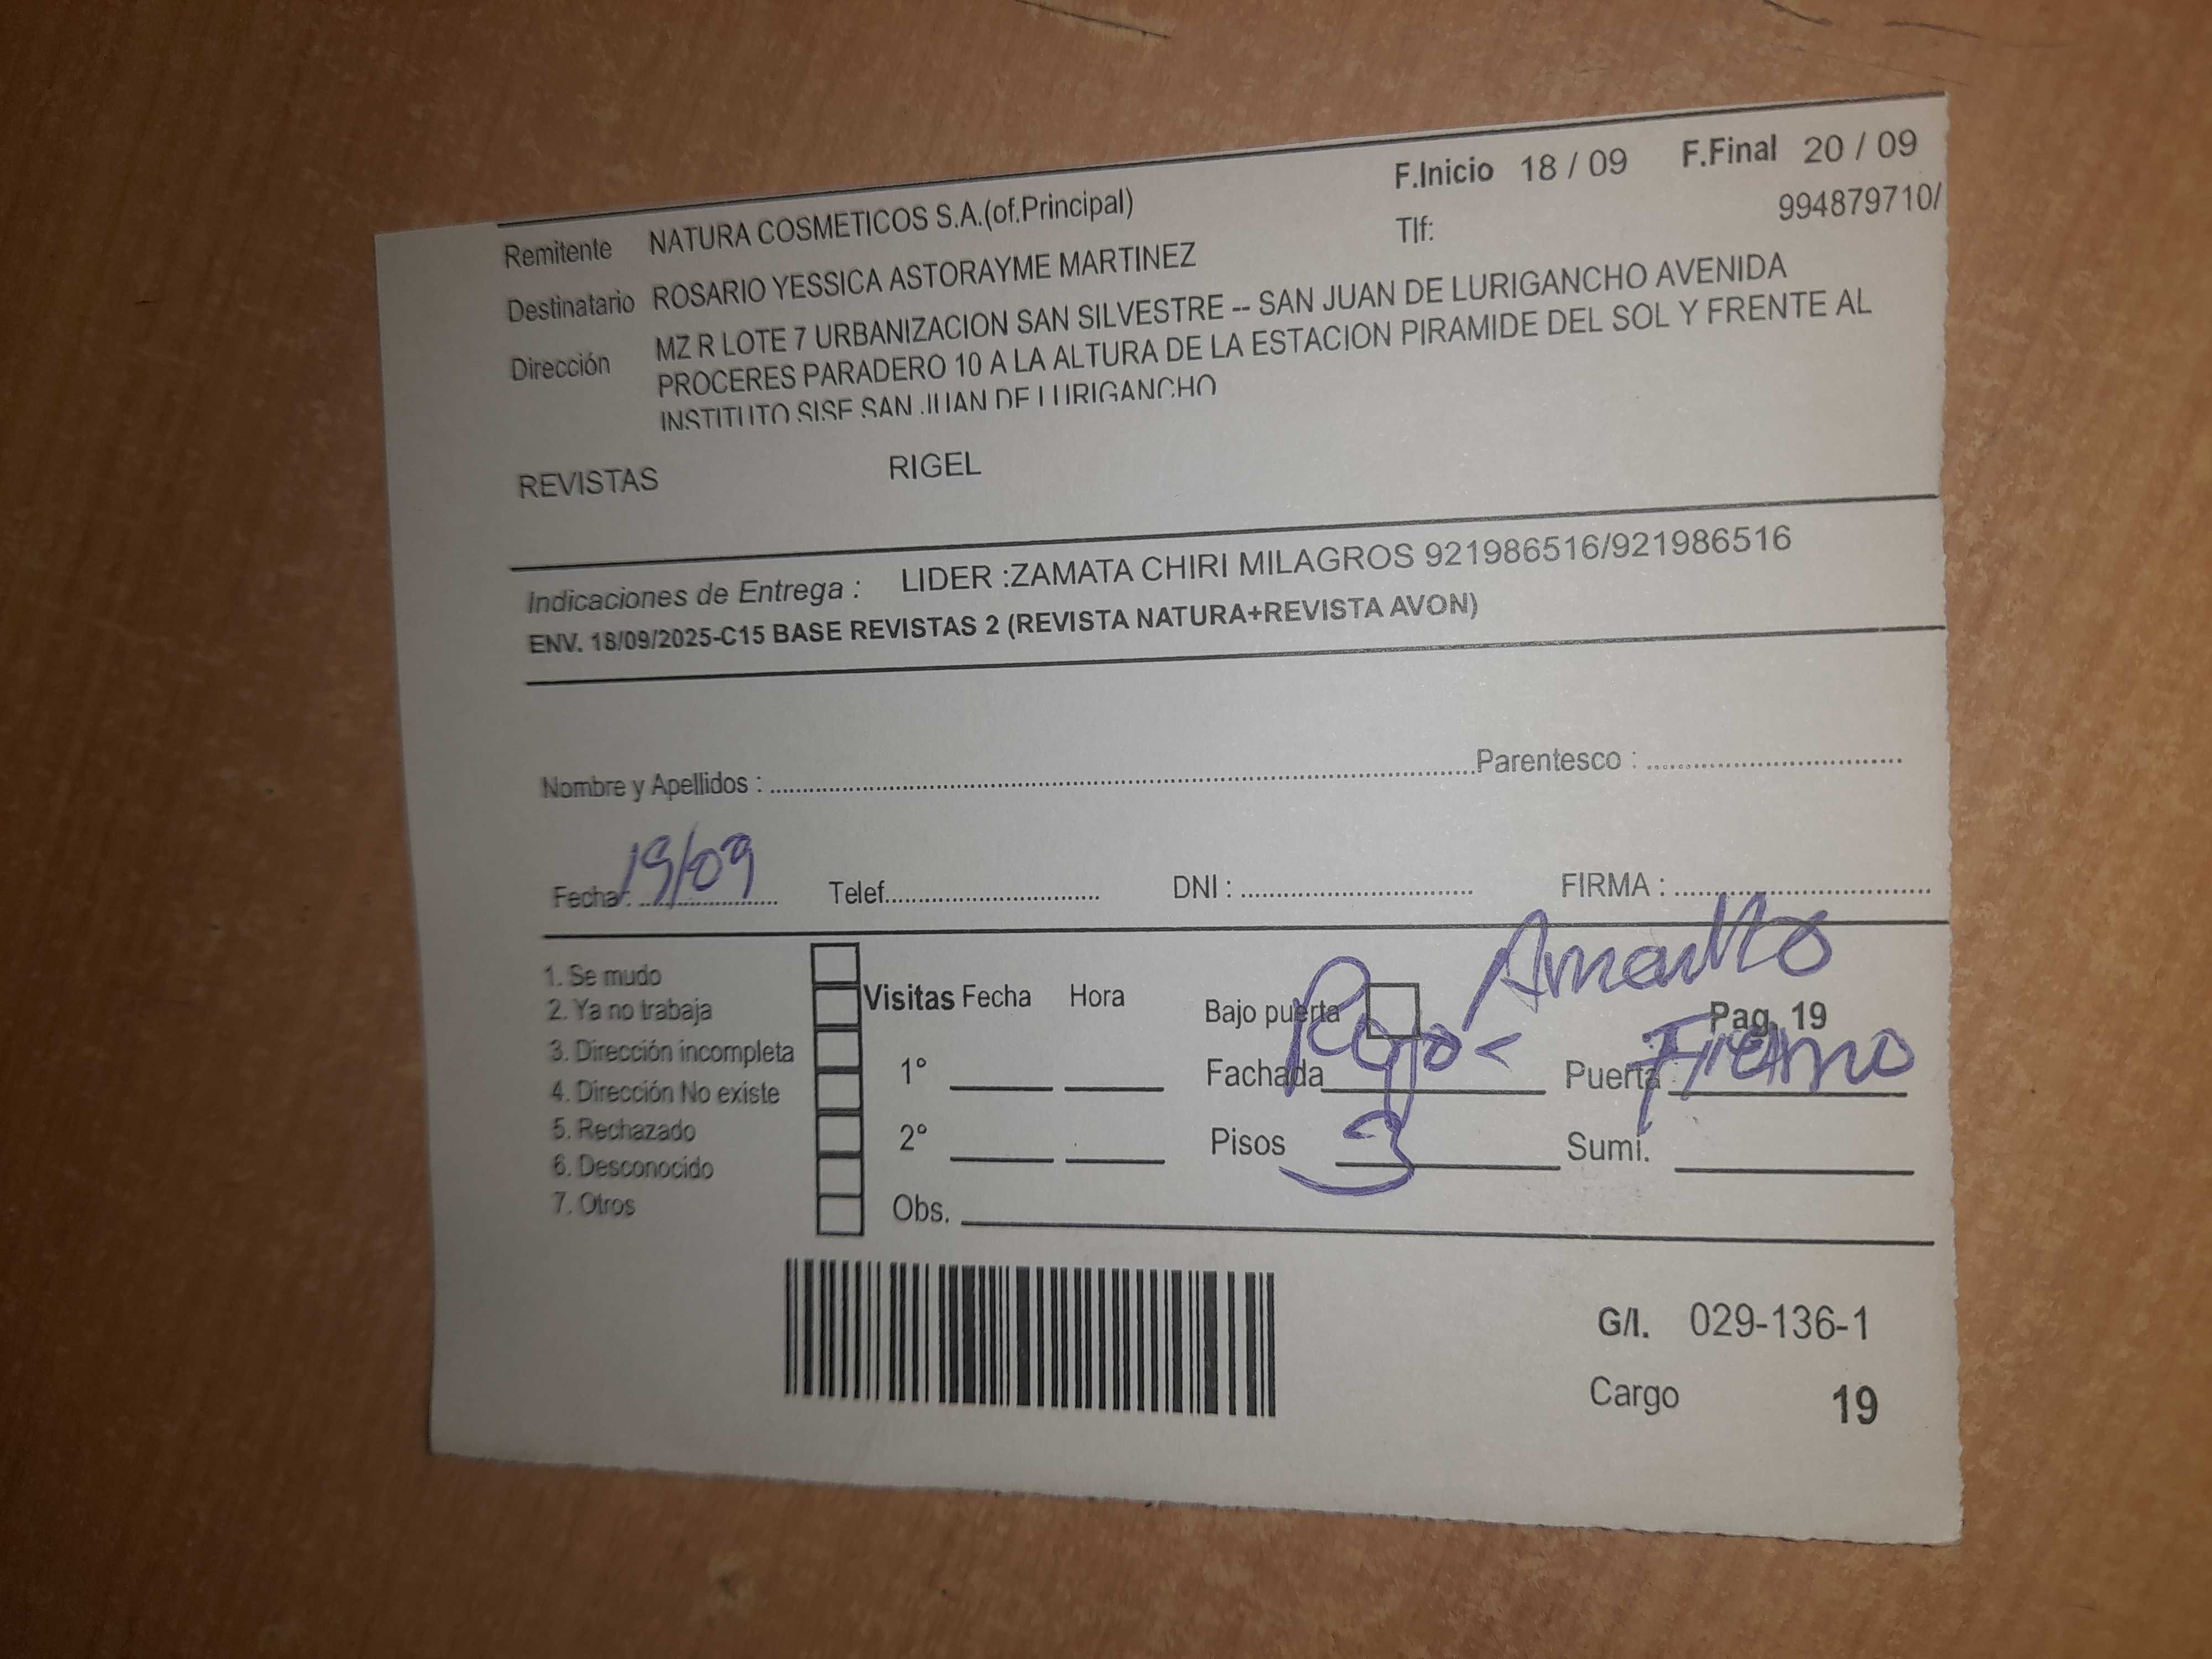 F.Inicio 18 / 09 F.Final 20 / 09
Remitente NATURA COSMETICOS S.A.(of.Principal) Tlf: 994879710/
Destinatario ROSARIO YESSICA ASTORAYME MARTINEZ
Dirección MZ R LOTE 7 URBANIZACION SAN SILVESTRE -- SAN JUAN DE LURIGANCHO AVENIDA
PROCERES PARADERO 10 A LA ALTURA DE LA ESTACION PIRAMIDE DEL SOL Y FRENTE AL
INSTITUTO SISE SAN JUAN DE LURIGANCHO
REVISTAS RIGEL
Indicaciones de Entrega : LIDER :ZAMATA CHIRI MILAGROS 921986516/921986516
ENV. 18/09/2025-C15 BASE REVISTAS 2 (REVISTA NATURA+REVISTA AVON)
Nombre y Apellidos : Parentesco :
Fecha: 19/09 Telef. DNI : FIRMA :
Amarillo
1. Se mudo
2. Ya no trabaja
3. Dirección incompleta
4. Dirección No existe
5. Rechazado
6. Desconocido
7. Otros
Visitas Fecha Hora
1°
2°
Obs.
Bajo puerta Pag. 19
Fachada Rojo Puerta Fierro
Pisos 3 Sumi.
G/I. 029-136-1
Cargo 19